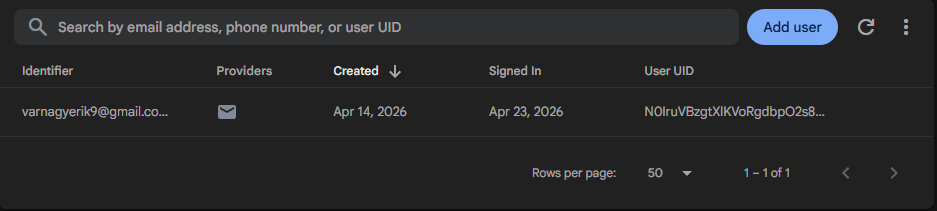 Search by email address, phone number, or user UID
Add user
Identifier Providers Created Signed In User UID
varnagyerik9@gmail.co... Apr 14, 2026 Apr 23, 2026 N0lruVBzgtXlKVoRgdbpO2s8...
Rows per page: 50 1 – 1 of 1